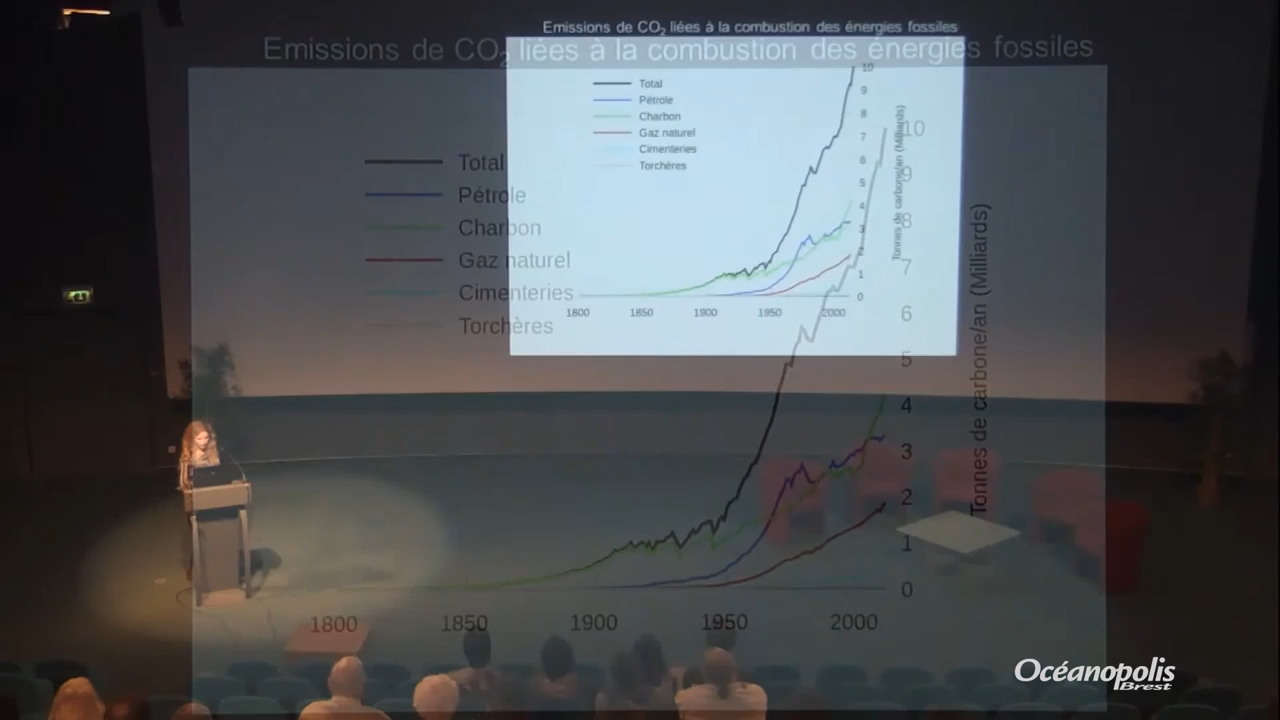 Emissions de CO2 liées à la combustion des énergies fossiles
Total
Pétrole
Charbon
Gaz naturel
Cimenteries
Torchères
10
9
8
7
6
5
4
3
2
1
0
Tonnes de carbone/an (Milliards)
1800 1850 1900 1950 2000
Emissions de CO2 liées à la combustion des énergies fossiles
Total
Pétrole
Charbon
Gaz naturel
Cimenteries
Torchères
10
9
8
7
6
5
4
3
2
1
0
Tonnes de carbone/an (Milliards)
1800 1850 1900 1950 2000
Océanopolis
Brest